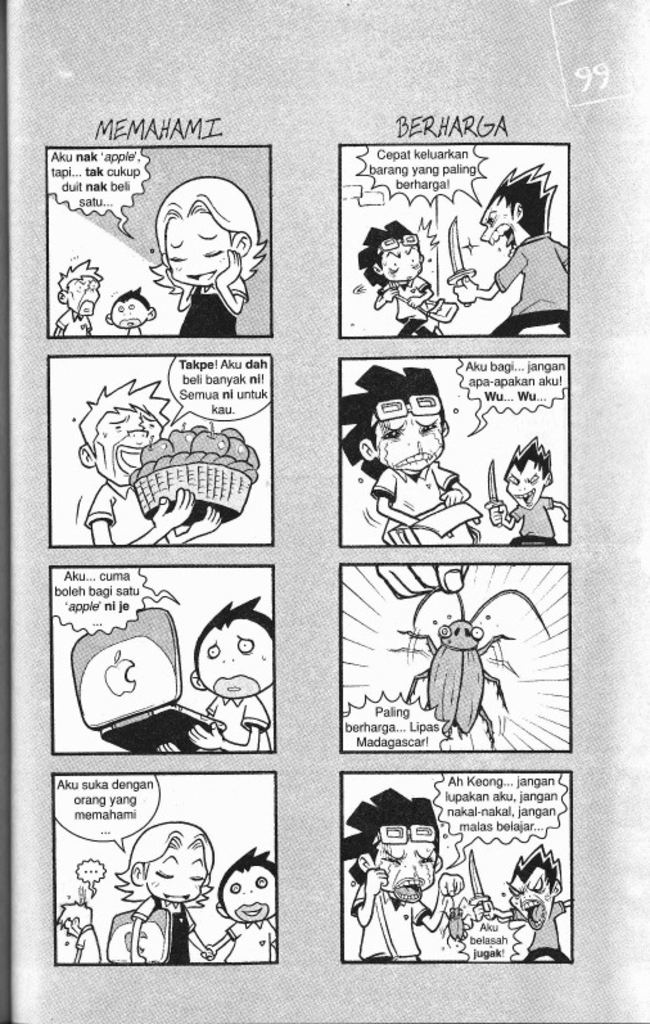 99
MEMAHAMI
Aku nak 'apple',
tapi... tak cukup
duit nak beli
satu...
Takpe! Aku dah
beli banyak ni!
Semua ni untuk
kau.
Aku... cuma
boleh bagi satu
'apple' ni je
...
Aku suka dengan
orang yang
memahami
...
...
BERHARGA
Cepat keluarkan
barang yang paling
berharga!
Aku bagi... jangan
apa-apakan aku!
Wu... Wu...
Paling
berharga... Lipas
Madagascar!
Ah Keong... jangan
lupakan aku, jangan
nakal-nakal, jangan
malas belajar...
Aku
belasah
jugak!